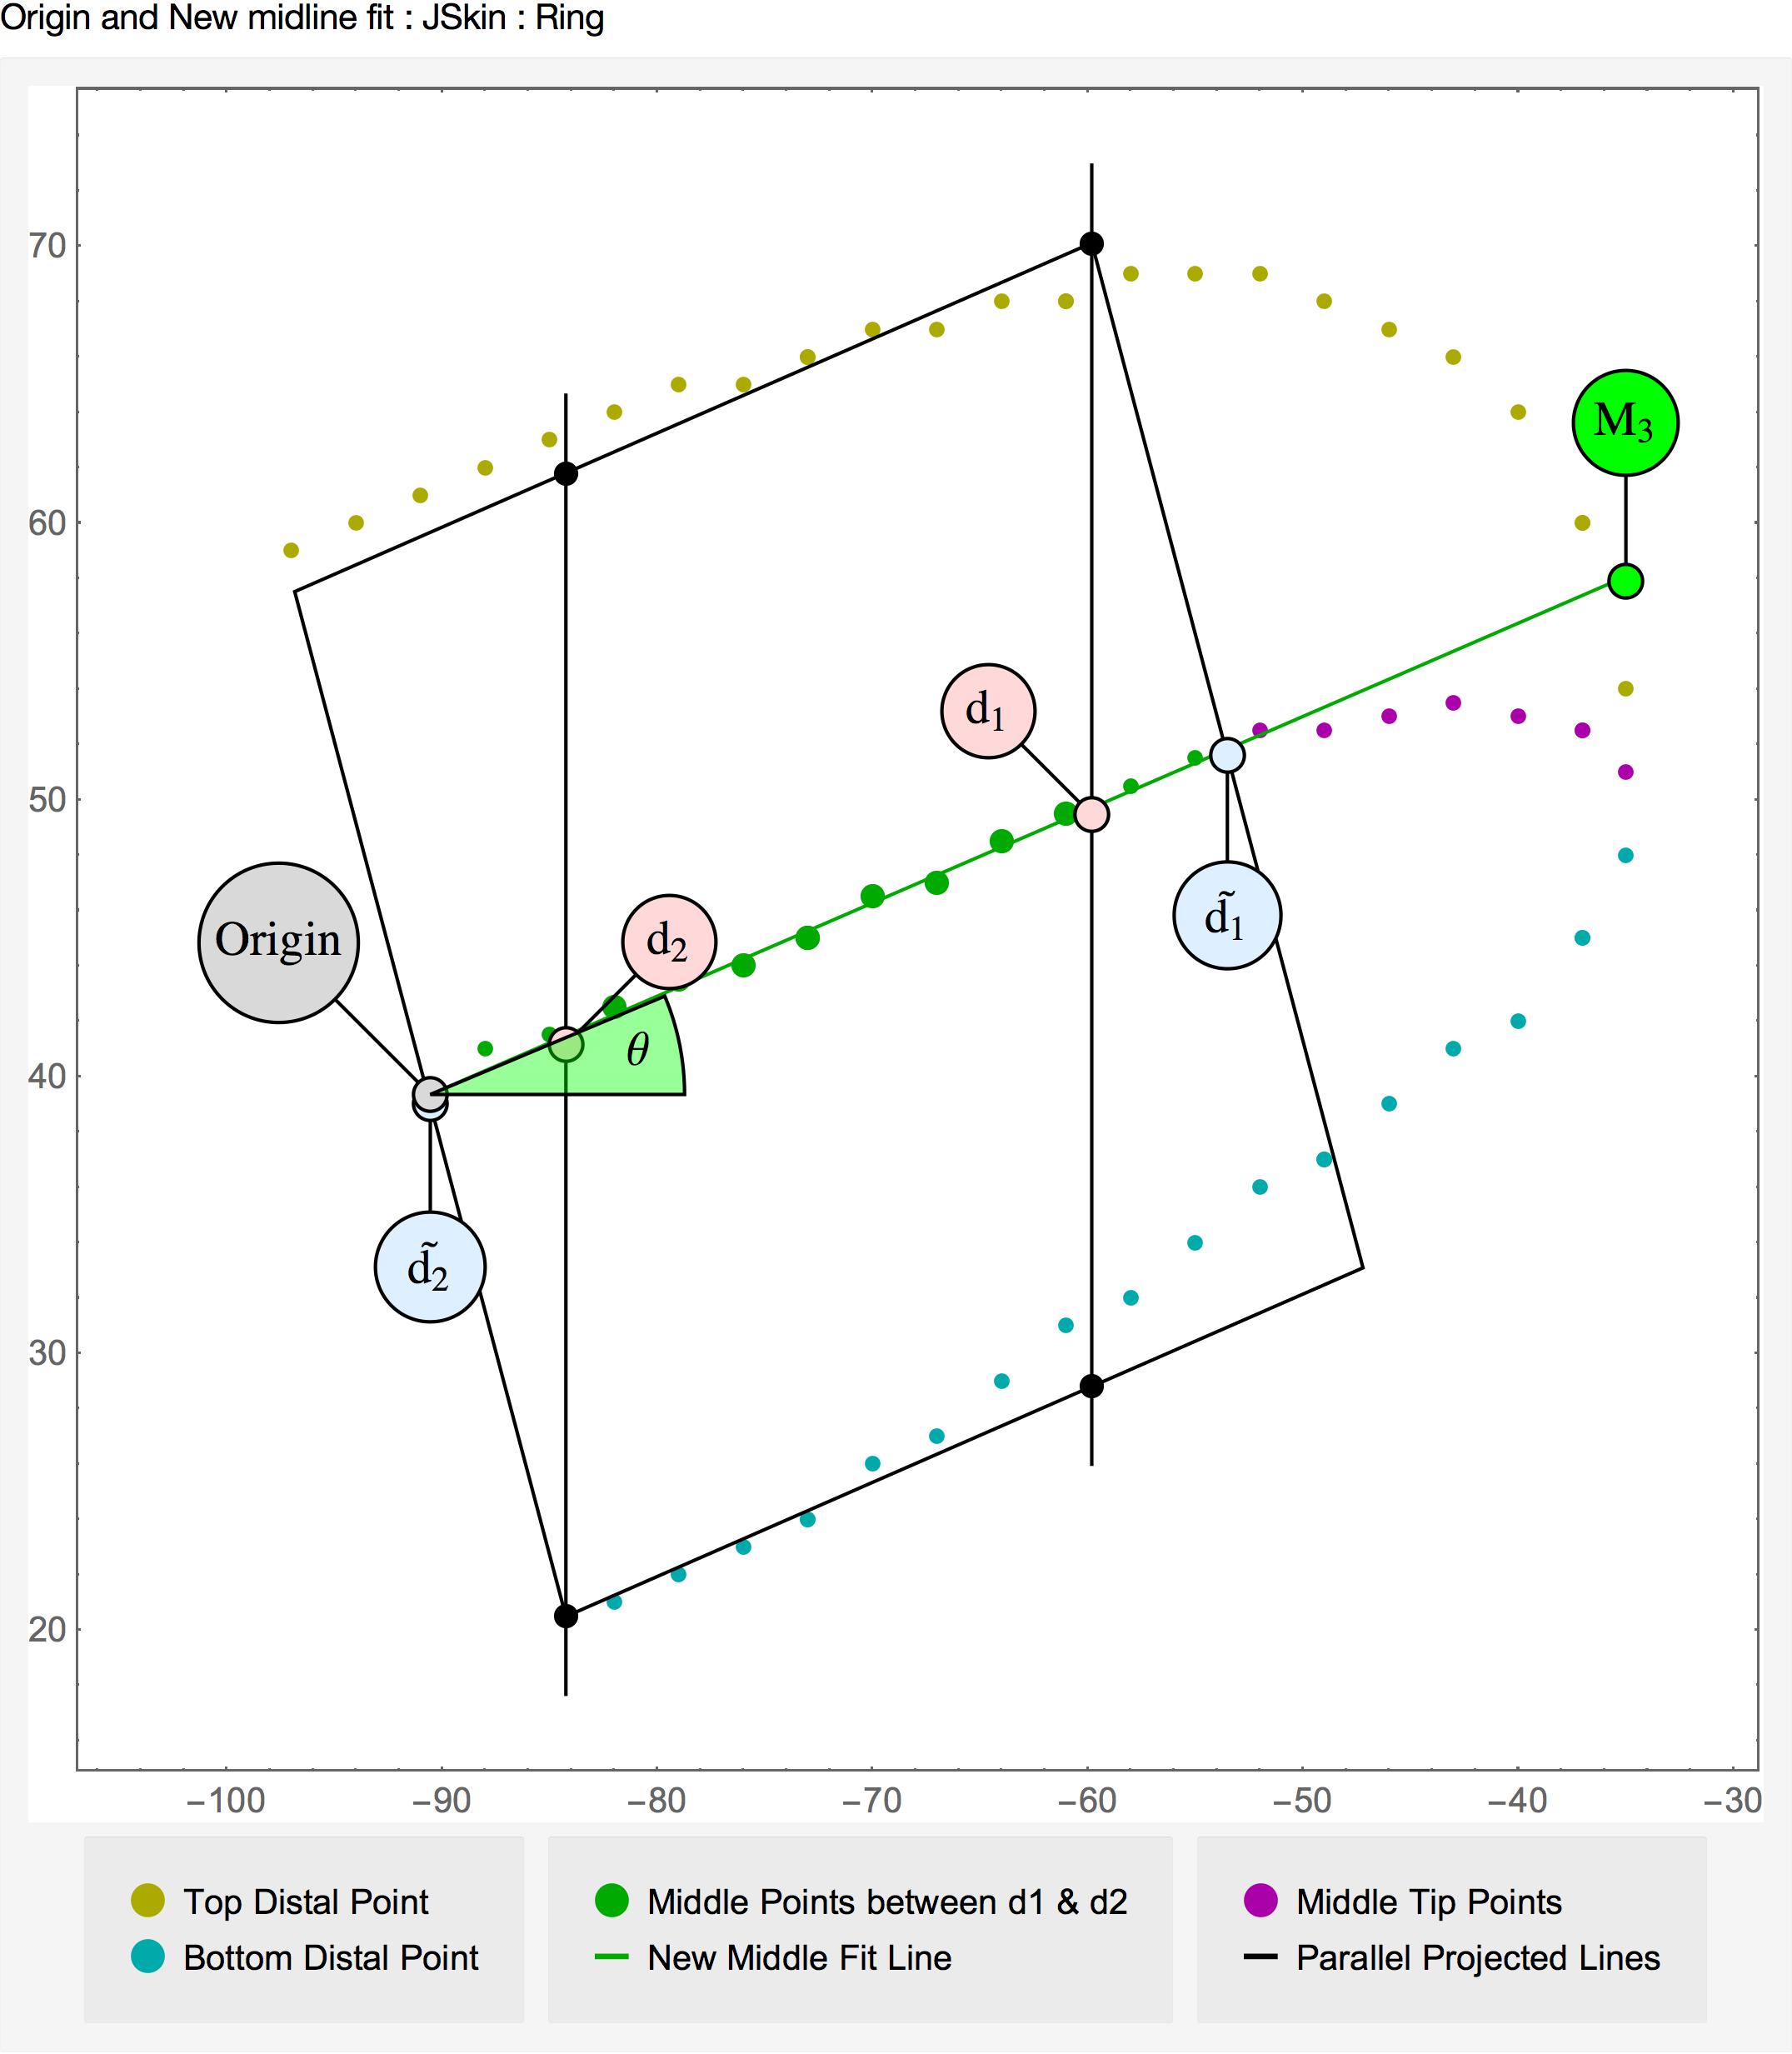 Origin and New midline fit : JSkin : Ring
70
60
50
40
30
20
M₃
d₁
d̃₁
Origin
d₂
θ
d̃₂
−100 −90 −80 −70 −60 −50 −40 −30
Top Distal Point
Bottom Distal Point
Middle Points between d1 & d2
New Middle Fit Line
Middle Tip Points
Parallel Projected Lines